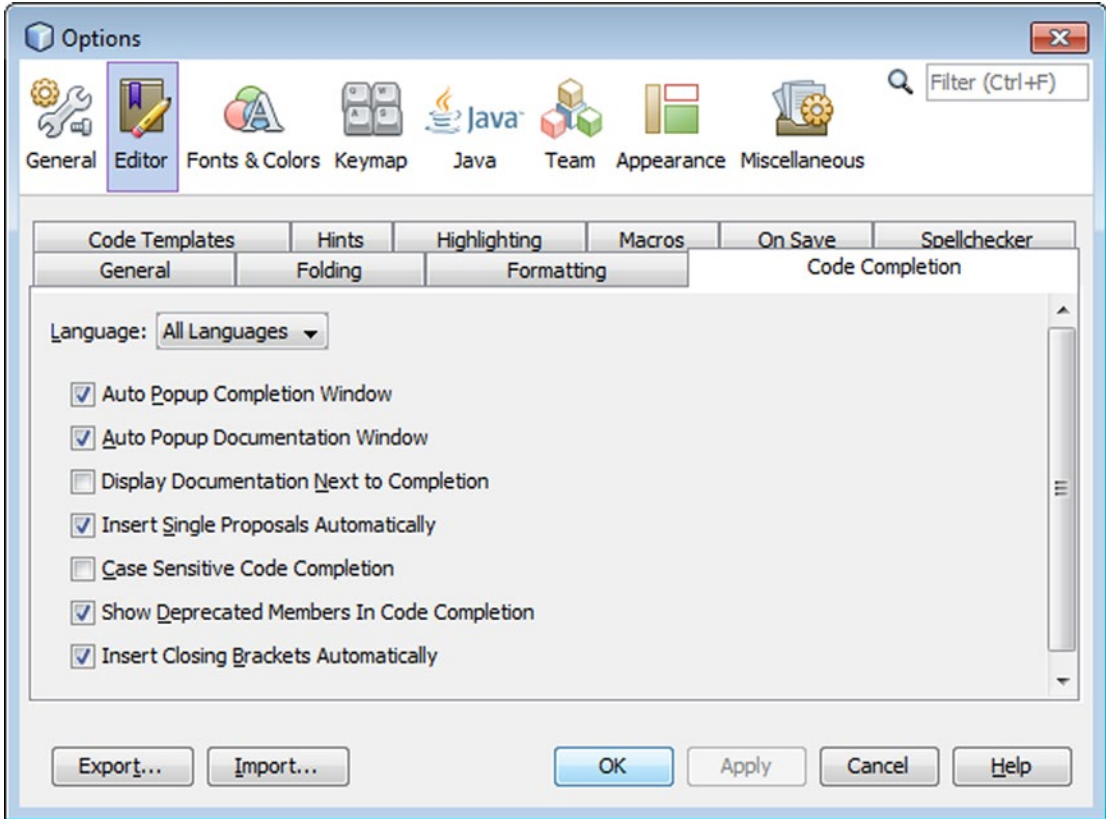 Options
Filter (Ctrl+F)
General Editor Fonts & Colors Keymap Java Team Appearance Miscellaneous
Code Templates Hints Highlighting Macros On Save Spellchecker
General Folding Formatting Code Completion
Language: All Languages
Auto Popup Completion Window
Auto Popup Documentation Window
Display Documentation Next to Completion
Insert Single Proposals Automatically
Case Sensitive Code Completion
Show Deprecated Members In Code Completion
Insert Closing Brackets Automatically
Export... Import... OK Apply Cancel Help